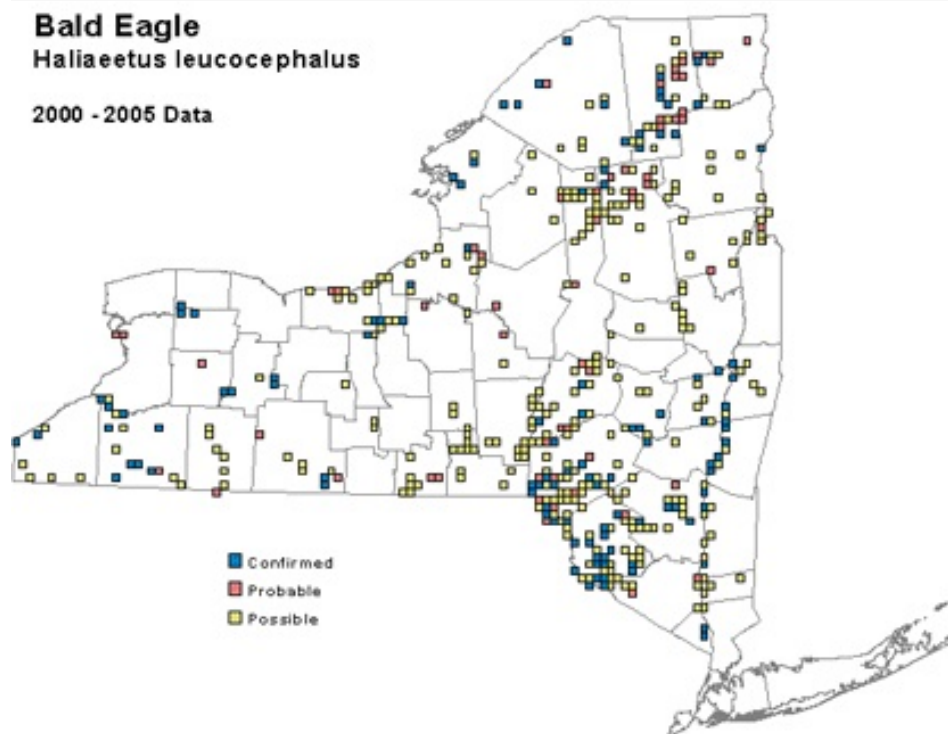 Bald Eagle
Haliaeetus leucocephalus
2000 - 2005 Data
Confirmed
Probable
Possible